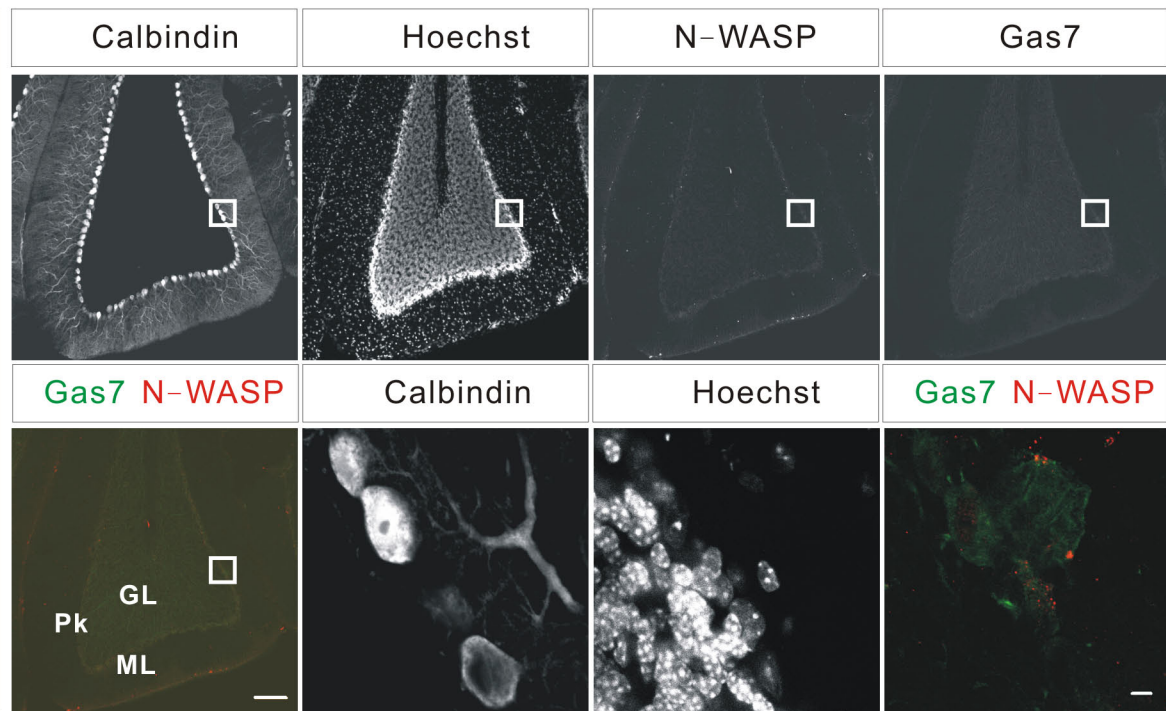 Calbindin
Hoechst
N-WASP
Gas7
Gas7 N-WASP
Calbindin
Hoechst
Gas7 N-WASP
GL
Pk
ML